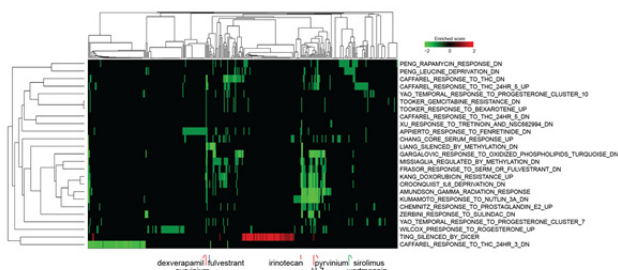 Enriched score
-2 0 2
PENG_RAPAMYCIN_RESPONSE_DN
PENG_LEUCINE_DEPRIVATION_DN
CAFFAREL_RESPONSE_TO_THC_DN
CAFFAREL_RESPONSE_TO_THC_24HR_5_UP
YAO_TEMPORAL_RESPONSE_TO_PROGESTERONE_CLUSTER_10
TOOKER_GEMCITABINE_RESISTANCE_DN
TOOKER_RESPONSE_TO_BEXAROTENE_UP
CAFFAREL_RESPONSE_TO_THC_24HR_5_DN
XU_RESPONSE_TO_TRETINOIN_AND_NSC682994_DN
APPIERTO_RESPONSE_TO_FENRETINIDE_DN
CHANG_CORE_SERUM_RESPONSE_UP
LIANG_SILENCED_BY_METHYLATION_DN
GARGALOVIC_RESPONSE_TO_OXIDIZED_PHOSPHOLIPIDS_TURQUOISE_DN
MISSIAGLIA_REGULATED_BY_METHYLATION_DN
FRASOR_RESPONSE_TO_SERM_OR_FULVESTRANT_DN
KANG_DOXORUBICIN_RESISTANCE_UP
CROONQUIST_IL6_DEPRIVATION_DN
AMUNDSON_GAMMA_RADIATION_RESPONSE
KUMAMOTO_RESPONSE_TO_NUTLIN_3A_DN
CHEMNITZ_RESPONSE_TO_PROSTAGLANDIN_E2_UP
ZERBINI_RESPONSE_TO_SULINDAC_DN
YAO_TEMPORAL_RESPONSE_TO_PROGESTERONE_CLUSTER_7
WILCOX_RESPONSE_TO_ROGESTERONE_UP
TING_SILENCED_BY_DICER
CAFFAREL_RESPONSE_TO_THC_24HR_3_DN
dexverapamil fulvestrant irinotecan pyrvinium sirolimus